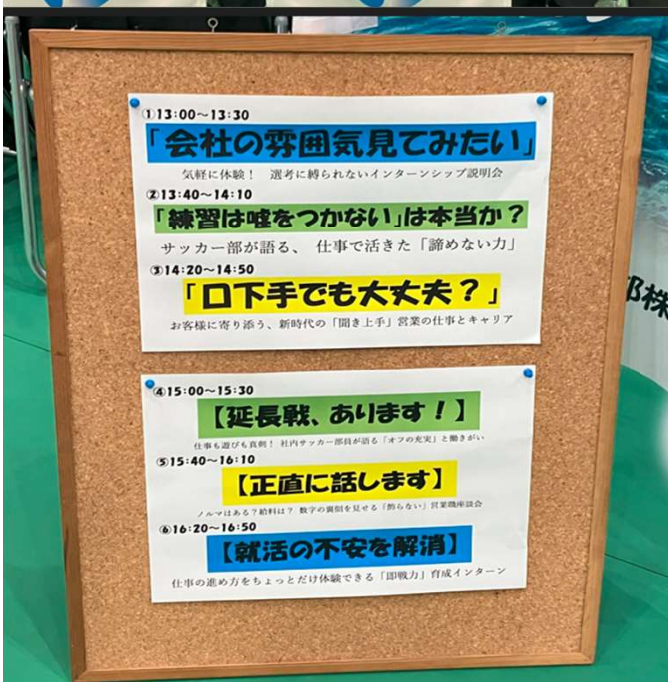 ①13:00～13:30
「会社の雰囲気見てみたい」
気軽に体験！ 選考に縛られないインターンシップ説明会
②13:40～14:10
「練習は嘘をつかない」は本当か？
サッカー部が語る、 仕事で活きた「諦めない力」
③14:20～14:50
「口下手でも大丈夫？」
お客様に寄り添う、新時代の「聞き上手」営業の仕事とキャリア
④15:00～15:30
【延長戦、あります！】
仕事も遊びも真剣！ 社内サッカー部員が語る「オフの充実」と働きがい
⑤15:40～16:10
【正直に話します】
ノルマはある？給料は？ 数字の裏側を見せる「飾らない」営業職座談会
⑥16:20～16:50
【就活の不安を解消】
仕事の進め方をちょっとだけ体験できる「即戦力」育成インターン
株